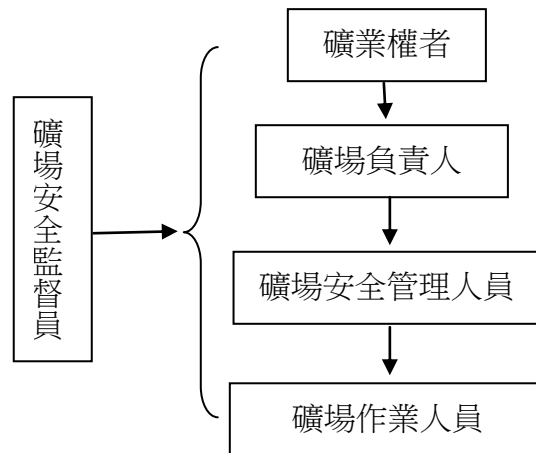 礦場安全監督員
礦業權者
礦場負責人
礦場安全管理人員
礦場作業人員